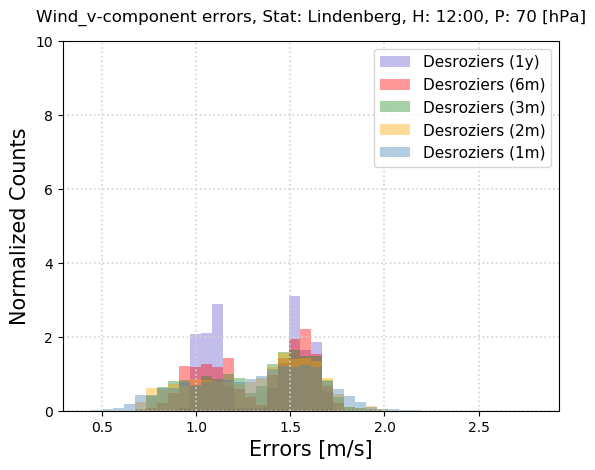 Wind_v-component errors, Stat: Lindenberg, H: 12:00, P: 70 [hPa]
Normalized Counts
10
8
6
4
2
0
Desroziers (1y)
Desroziers (6m)
Desroziers (3m)
Desroziers (2m)
Desroziers (1m)
0.5 1.0 1.5 2.0 2.5
Errors [m/s]